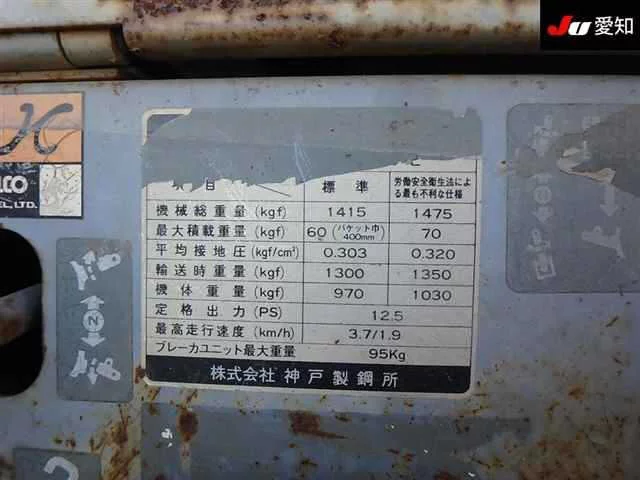 JU 愛知
K
LCO
EL, LTD.
項目 標準 労働安全衛生法によ
る最も不利な仕様
機械総重量 (kgf) 1415 1475
最大積載重量 (kgf) 60 (バケット巾 400mm) 70
平均接地圧 (kgf/cm²) 0.303 0.320
輸送時重量 (kgf) 1300 1350
機体重量 (kgf) 970 1030
定格出力 (PS) 12.5
最高走行速度 (km/h) 3.7/1.9
ブレーカユニット最大重量 95Kg
株式会社 神戸製鋼所
N